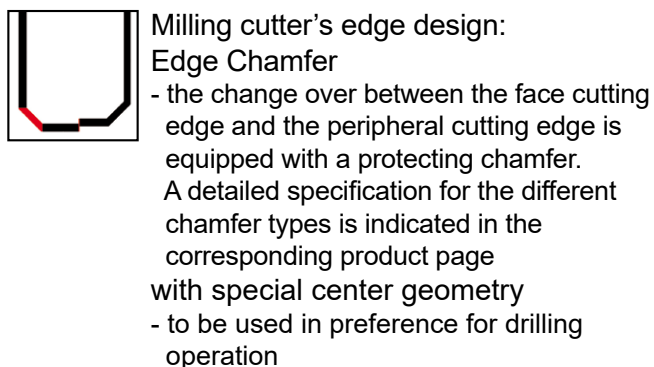 Milling cutter's edge design:
Edge Chamfer
- the change over between the face cutting
edge and the peripheral cutting edge is
equipped with a protecting chamfer.
A detailed specification for the different
chamfer types is indicated in the
corresponding product page
with special center geometry
- to be used in preference for drilling
operation